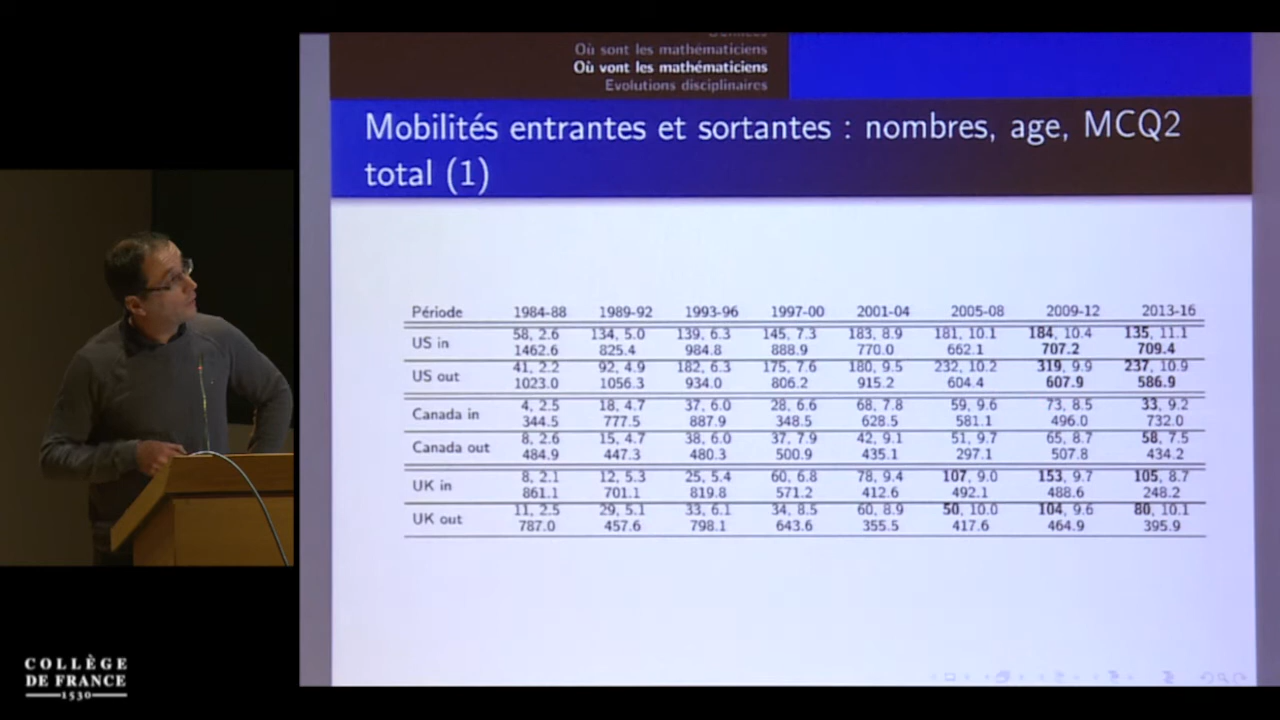 Où sont les mathématiciens
Où vont les mathématiciens
Evolutions disciplinaires
Mobilités entrantes et sortantes : nombres, age, MCQ2
total (1)
Période 1984-88 1989-92 1993-96 1997-00 2001-04 2005-08 2009-12 2013-16
US in 58, 2.6 134, 5.0 139, 6.3 145, 7.3 183, 8.9 181, 10.1 184, 10.4 135, 11.1
1462.6 825.4 984.8 888.9 770.0 662.1 707.2 709.4
US out 41, 2.2 92, 4.9 182, 6.3 175, 7.6 180, 9.5 232, 10.2 319, 9.9 237, 10.9
1023.0 1056.3 934.0 806.2 915.2 604.4 607.9 586.9
Canada in 4, 2.5 18, 4.7 37, 6.0 28, 6.6 68, 7.8 59, 9.6 73, 8.5 33, 9.2
344.5 777.5 887.9 348.5 628.5 581.1 496.0 732.0
Canada out 8, 2.6 15, 4.7 38, 6.0 37, 7.9 42, 9.1 51, 9.7 65, 8.7 58, 7.5
484.9 447.3 480.3 500.9 435.1 297.1 507.8 434.2
UK in 8, 2.1 12, 5.3 25, 5.4 60, 6.8 78, 9.4 107, 9.0 153, 9.7 105, 8.7
861.1 701.1 819.8 571.2 412.6 492.1 488.6 248.2
UK out 11, 2.5 29, 5.1 33, 6.1 34, 8.5 60, 8.9 50, 10.0 104, 9.6 80, 10.1
787.0 457.6 798.1 643.6 355.5 417.6 464.9 395.9
COLLÈGE
DE FRANCE
1530